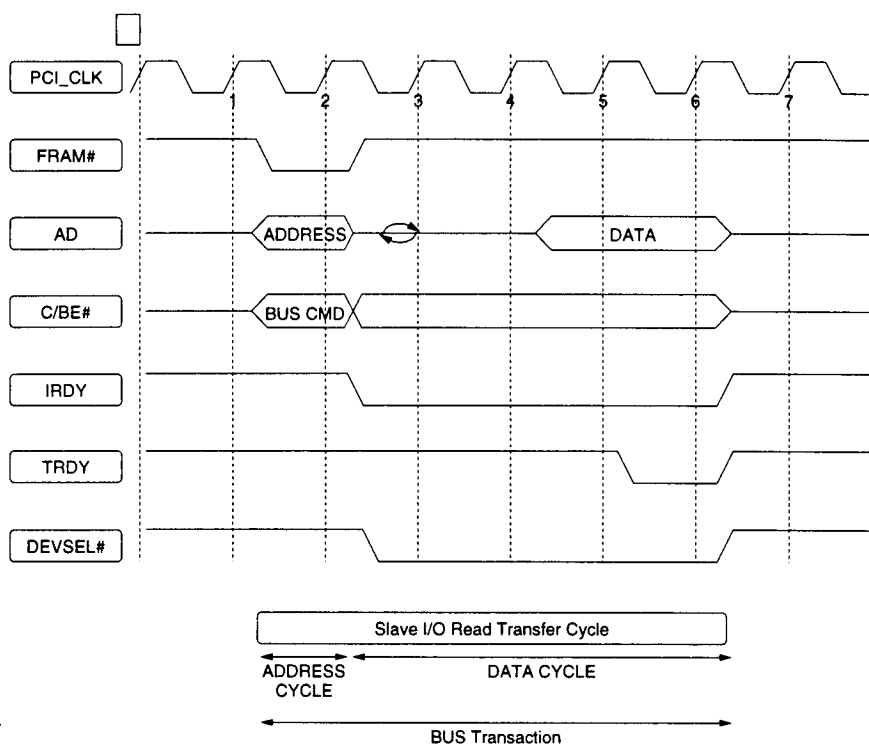 PCI_CLK
1 2 3 4 5 6 7
FRAM#
AD
ADDRESS
DATA
C/BE#
BUS CMD
IRDY
TRDY
DEVSEL#
Slave I/O Read Transfer Cycle
ADDRESS
CYCLE
DATA CYCLE
BUS Transaction